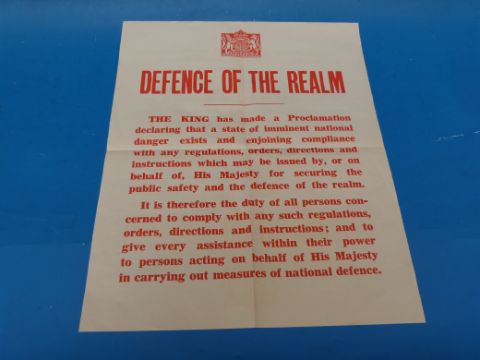 DEFENCE OF THE REALM
THE KING has made a Proclamation
declaring that a state of imminent national
danger exists and enjoining compliance
with any regulations, orders, directions and
instructions which may be issued by, or on
behalf of, His Majesty for securing the
public safety and the defence of the realm.
It is therefore the duty of all persons con-
cerned to comply with any such regulations,
orders, directions and instructions; and to
give every assistance within their power
to persons acting on behalf of His Majesty
in carrying out measures of national defence.